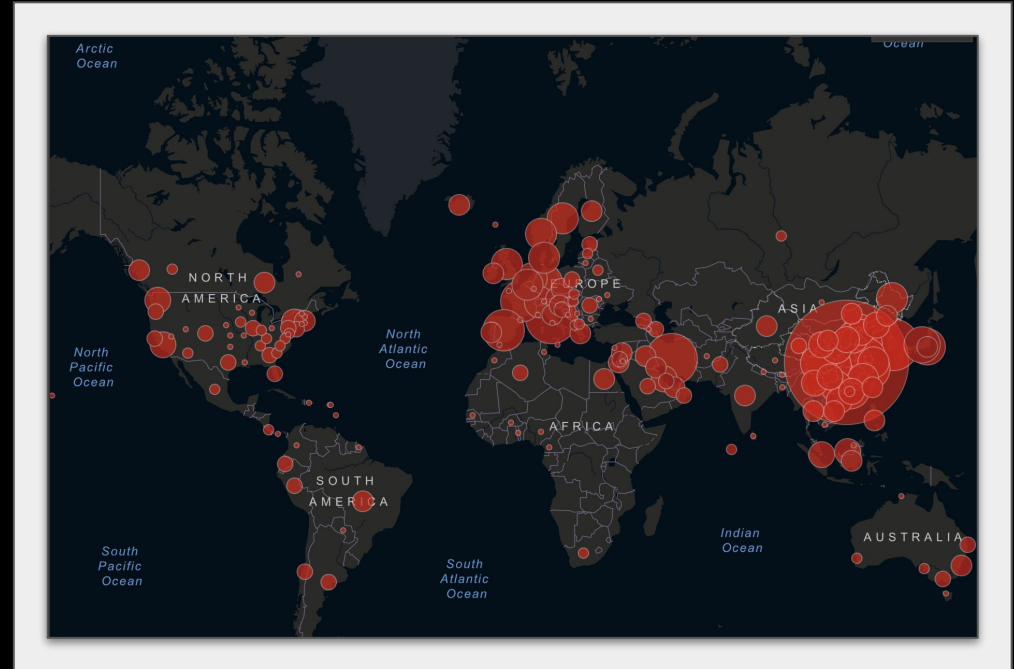 Arctic
Ocean
Ocean
NORTH
AMERICA
EUROPE
ASIA
North
Pacific
Ocean
North
Atlantic
Ocean
AFRICA
SOUTH
AMERICA
Indian
Ocean
AUSTRALIA
South
Pacific
Ocean
South
Atlantic
Ocean